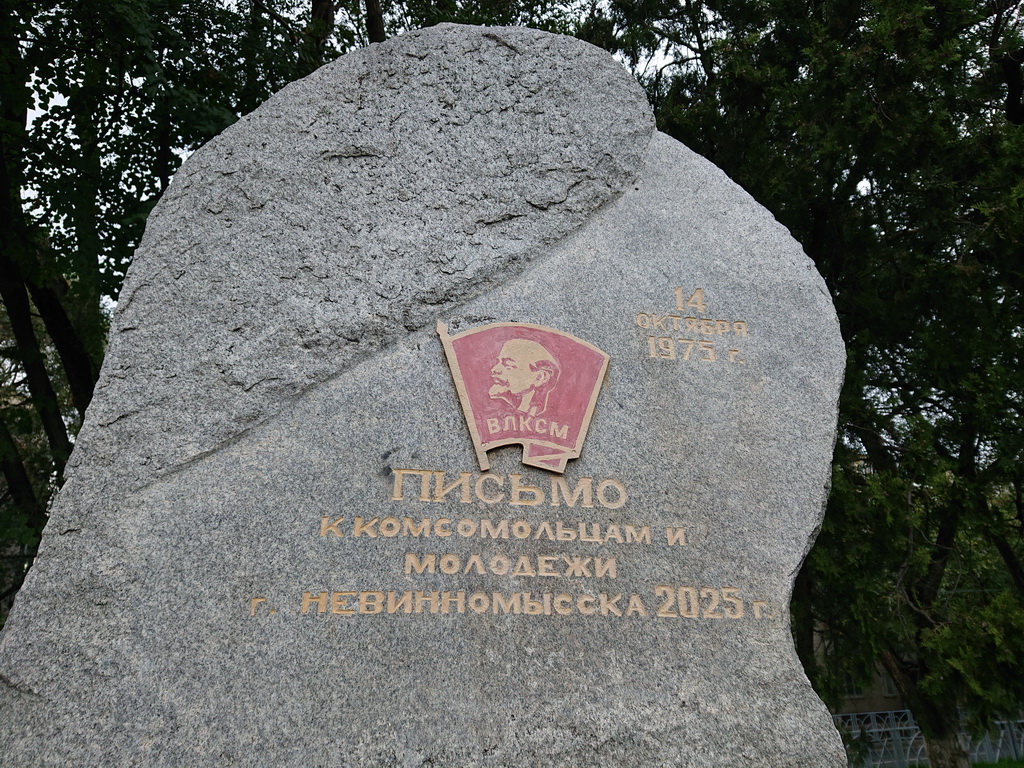 14
ОКТЯБРЯ
1975 г.
ВЛКСМ
ПИСЬМО
К КОМСОМОЛЬЦАМ И
МОЛОДЕЖИ
г. НЕВИННОМЫССКА 2025 г.